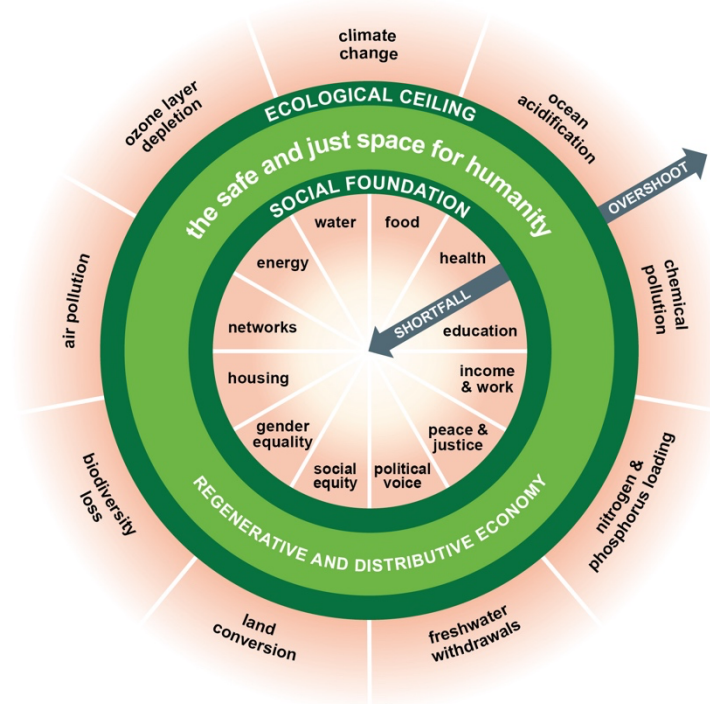 climate
change
ocean
acidification
chemical
pollution
nitrogen &
phosphorus loading
freshwater
withdrawals
land
conversion
biodiversity
loss
air pollution
ozone layer
depletion
OVERSHOOT
ECOLOGICAL CEILING
the safe and just space for humanity
SOCIAL FOUNDATION
water
food
health
SHORTFALL
education
income
& work
peace &
justice
political
voice
social
equity
gender
equality
housing
networks
energy
REGENERATIVE AND DISTRIBUTIVE ECONOMY